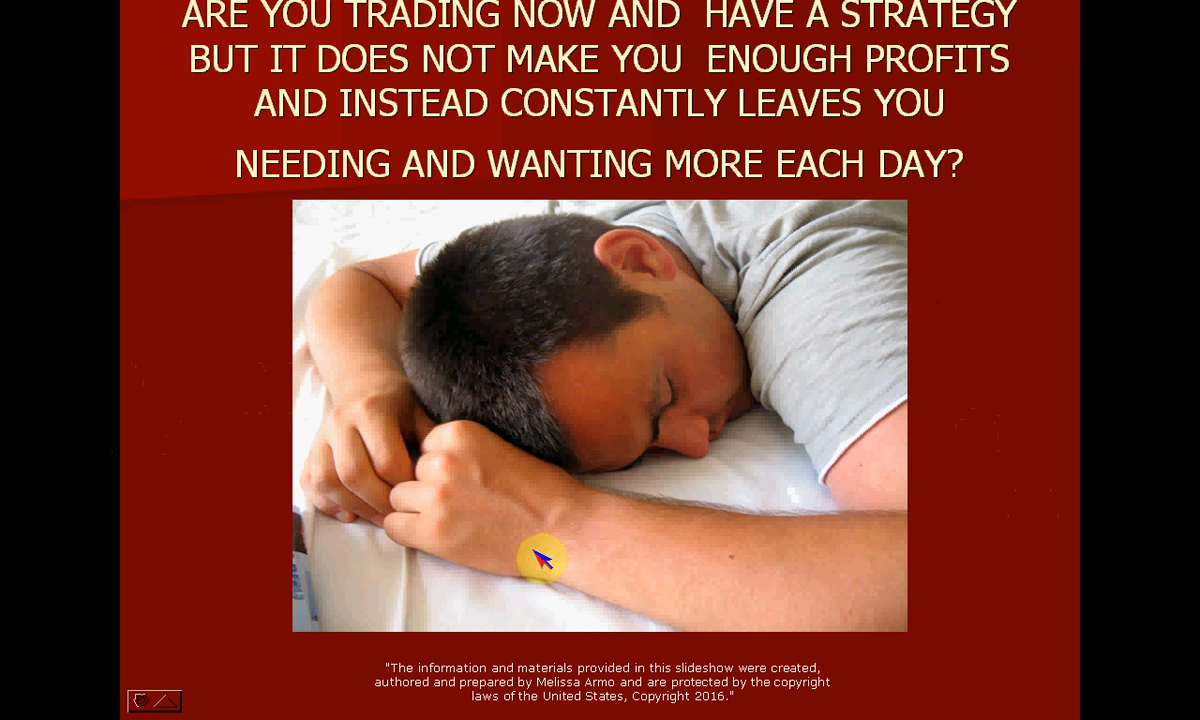 ARE YOU TRADING NOW AND HAVE A STRATEGY
BUT IT DOES NOT MAKE YOU ENOUGH PROFITS
AND INSTEAD CONSTANTLY LEAVES YOU
NEEDING AND WANTING MORE EACH DAY?
"The information and materials provided in this slideshow were created,
authored and prepared by Melissa Armo and are protected by the copyright
laws of the United States, Copyright 2016."